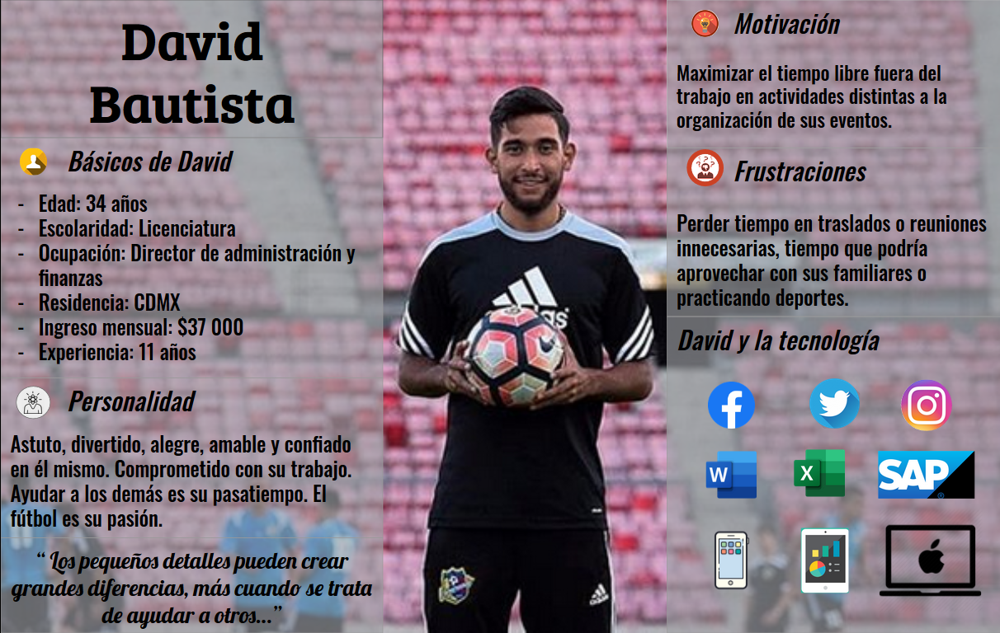 David
Bautista
Básicos de David
- Edad: 34 años
- Escolaridad: Licenciatura
- Ocupación: Director de administración y
finanzas
- Residencia: CDMX
- Ingreso mensual: $37 000
- Experiencia: 11 años
Personalidad
Astuto, divertido, alegre, amable y confiado
en él mismo. Comprometido con su trabajo.
Ayudar a los demás es su pasatiempo. El
fútbol es su pasión.
“ Los pequeños detalles pueden crear
grandes diferencias, más cuando se trata
de ayudar a otros...”
Motivación
Maximizar el tiempo libre fuera del
trabajo en actividades distintas a la
organización de sus eventos.
Frustraciones
Perder tiempo en traslados o reuniones
innecesarias, tiempo que podría
aprovechar con sus familiares o
practicando deportes.
David y la tecnología
W
X
SAP®